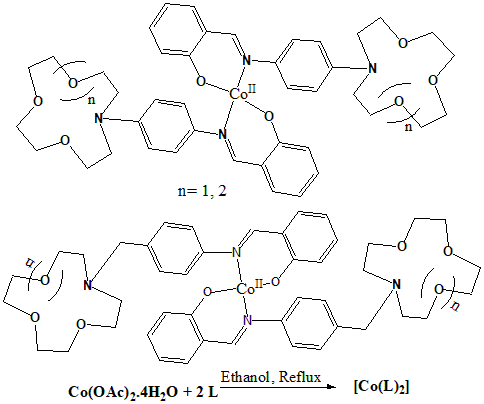 O
N N
O O O
Co^II
O n O O
N n
N
O
n= 1, 2
n N O O
O N Co^II O N O
O n
O N
O
Co(OAc)₂.4H₂O + 2 L Ethanol, Reflux [Co(L)₂]